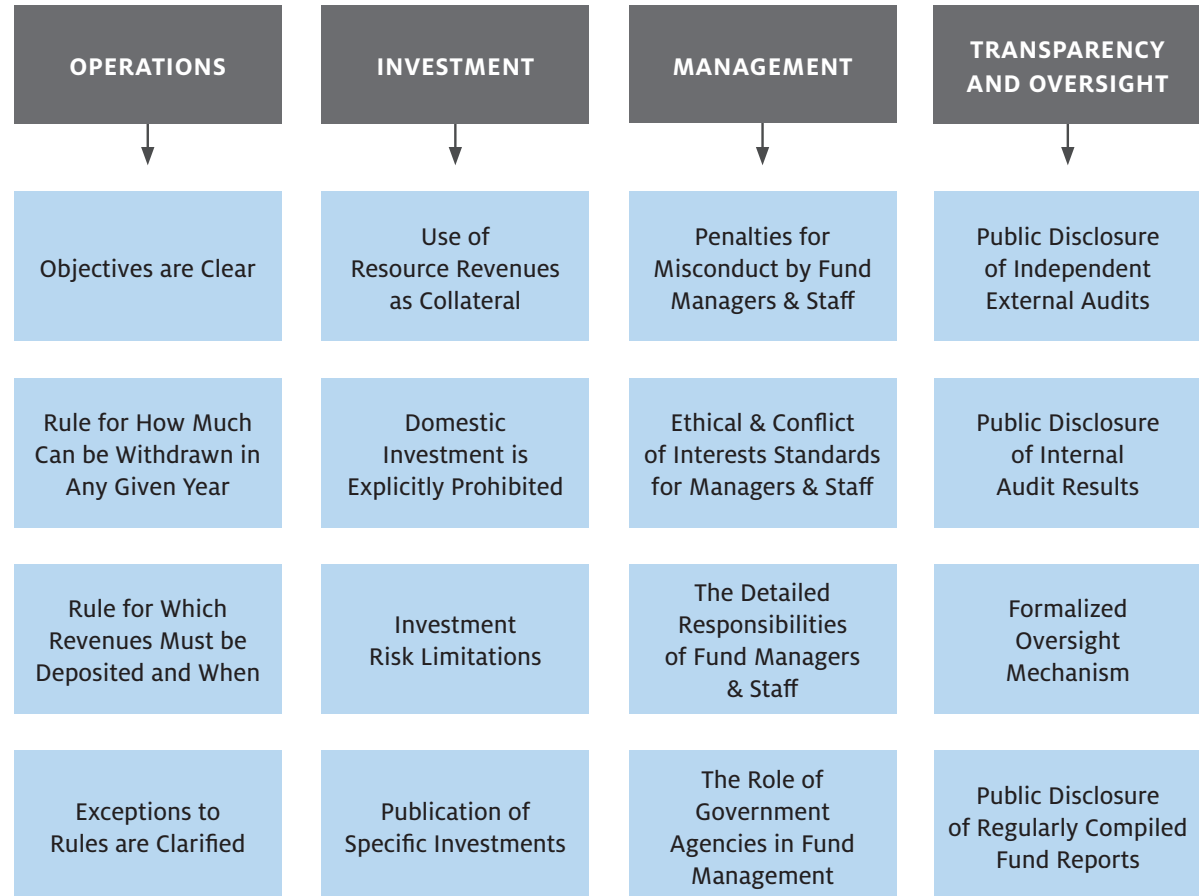 OPERATIONS
INVESTMENT
MANAGEMENT
TRANSPARENCY
AND OVERSIGHT
Objectives are Clear
Use of
Resource Revenues
as Collateral
Penalties for
Misconduct by Fund
Managers & Staff
Public Disclosure
of Independent
External Audits
Rule for How Much
Can be Withdrawn in
Any Given Year
Domestic
Investment is
Explicitly Prohibited
Ethical & Conflict
of Interests Standards
for Managers & Staff
Public Disclosure
of Internal
Audit Results
Rule for Which
Revenues Must be
Deposited and When
Investment
Risk Limitations
The Detailed
Responsibilities
of Fund Managers
& Staff
Formalized
Oversight
Mechanism
Exceptions to
Rules are Clarified
Publication of
Specific Investments
The Role of
Government
Agencies in Fund
Management
Public Disclosure
of Regularly Compiled
Fund Reports